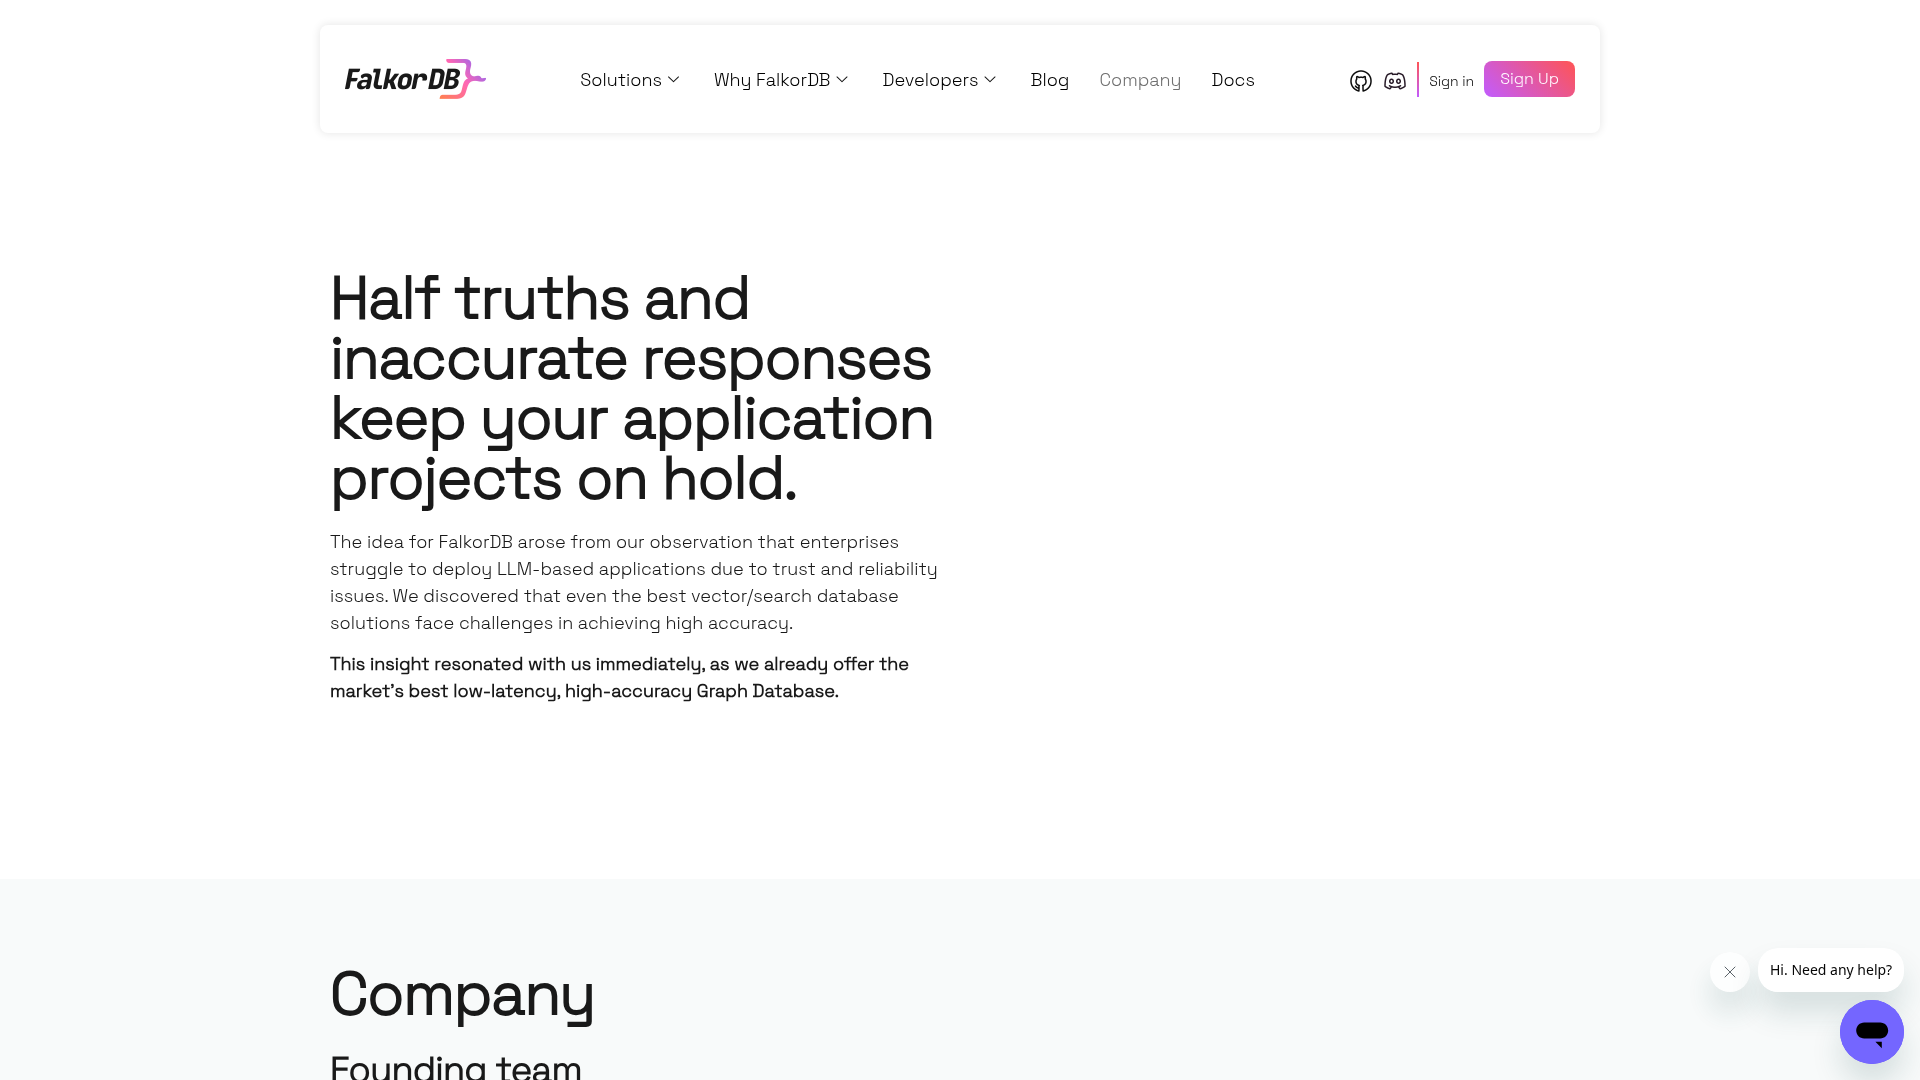 FalkorDB
Solutions
Why FalkorDB
Developers
Blog
Company
Docs
Sign in
Sign Up
Half truths and
inaccurate responses
keep your application
projects on hold.
The idea for FalkorDB arose from our observation that enterprises
struggle to deploy LLM-based applications due to trust and reliability
issues. We discovered that even the best vector/search database
solutions face challenges in achieving high accuracy.
This insight resonated with us immediately, as we already offer the
market’s best low-latency, high-accuracy Graph Database.
Company
Founding team
Hi. Need any help?